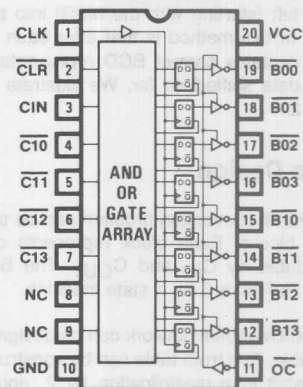 CLK 1 20 VCC
CLR 2 19 B00
CIN 3 18 B01
C10 4 17 B02
C11 5 16 B03
C12 6 15 B10
C13 7 14 B11
NC 8 13 B12
NC 9 12 B13
GND 10 11 OC
AND
OR
GATE
ARRAY